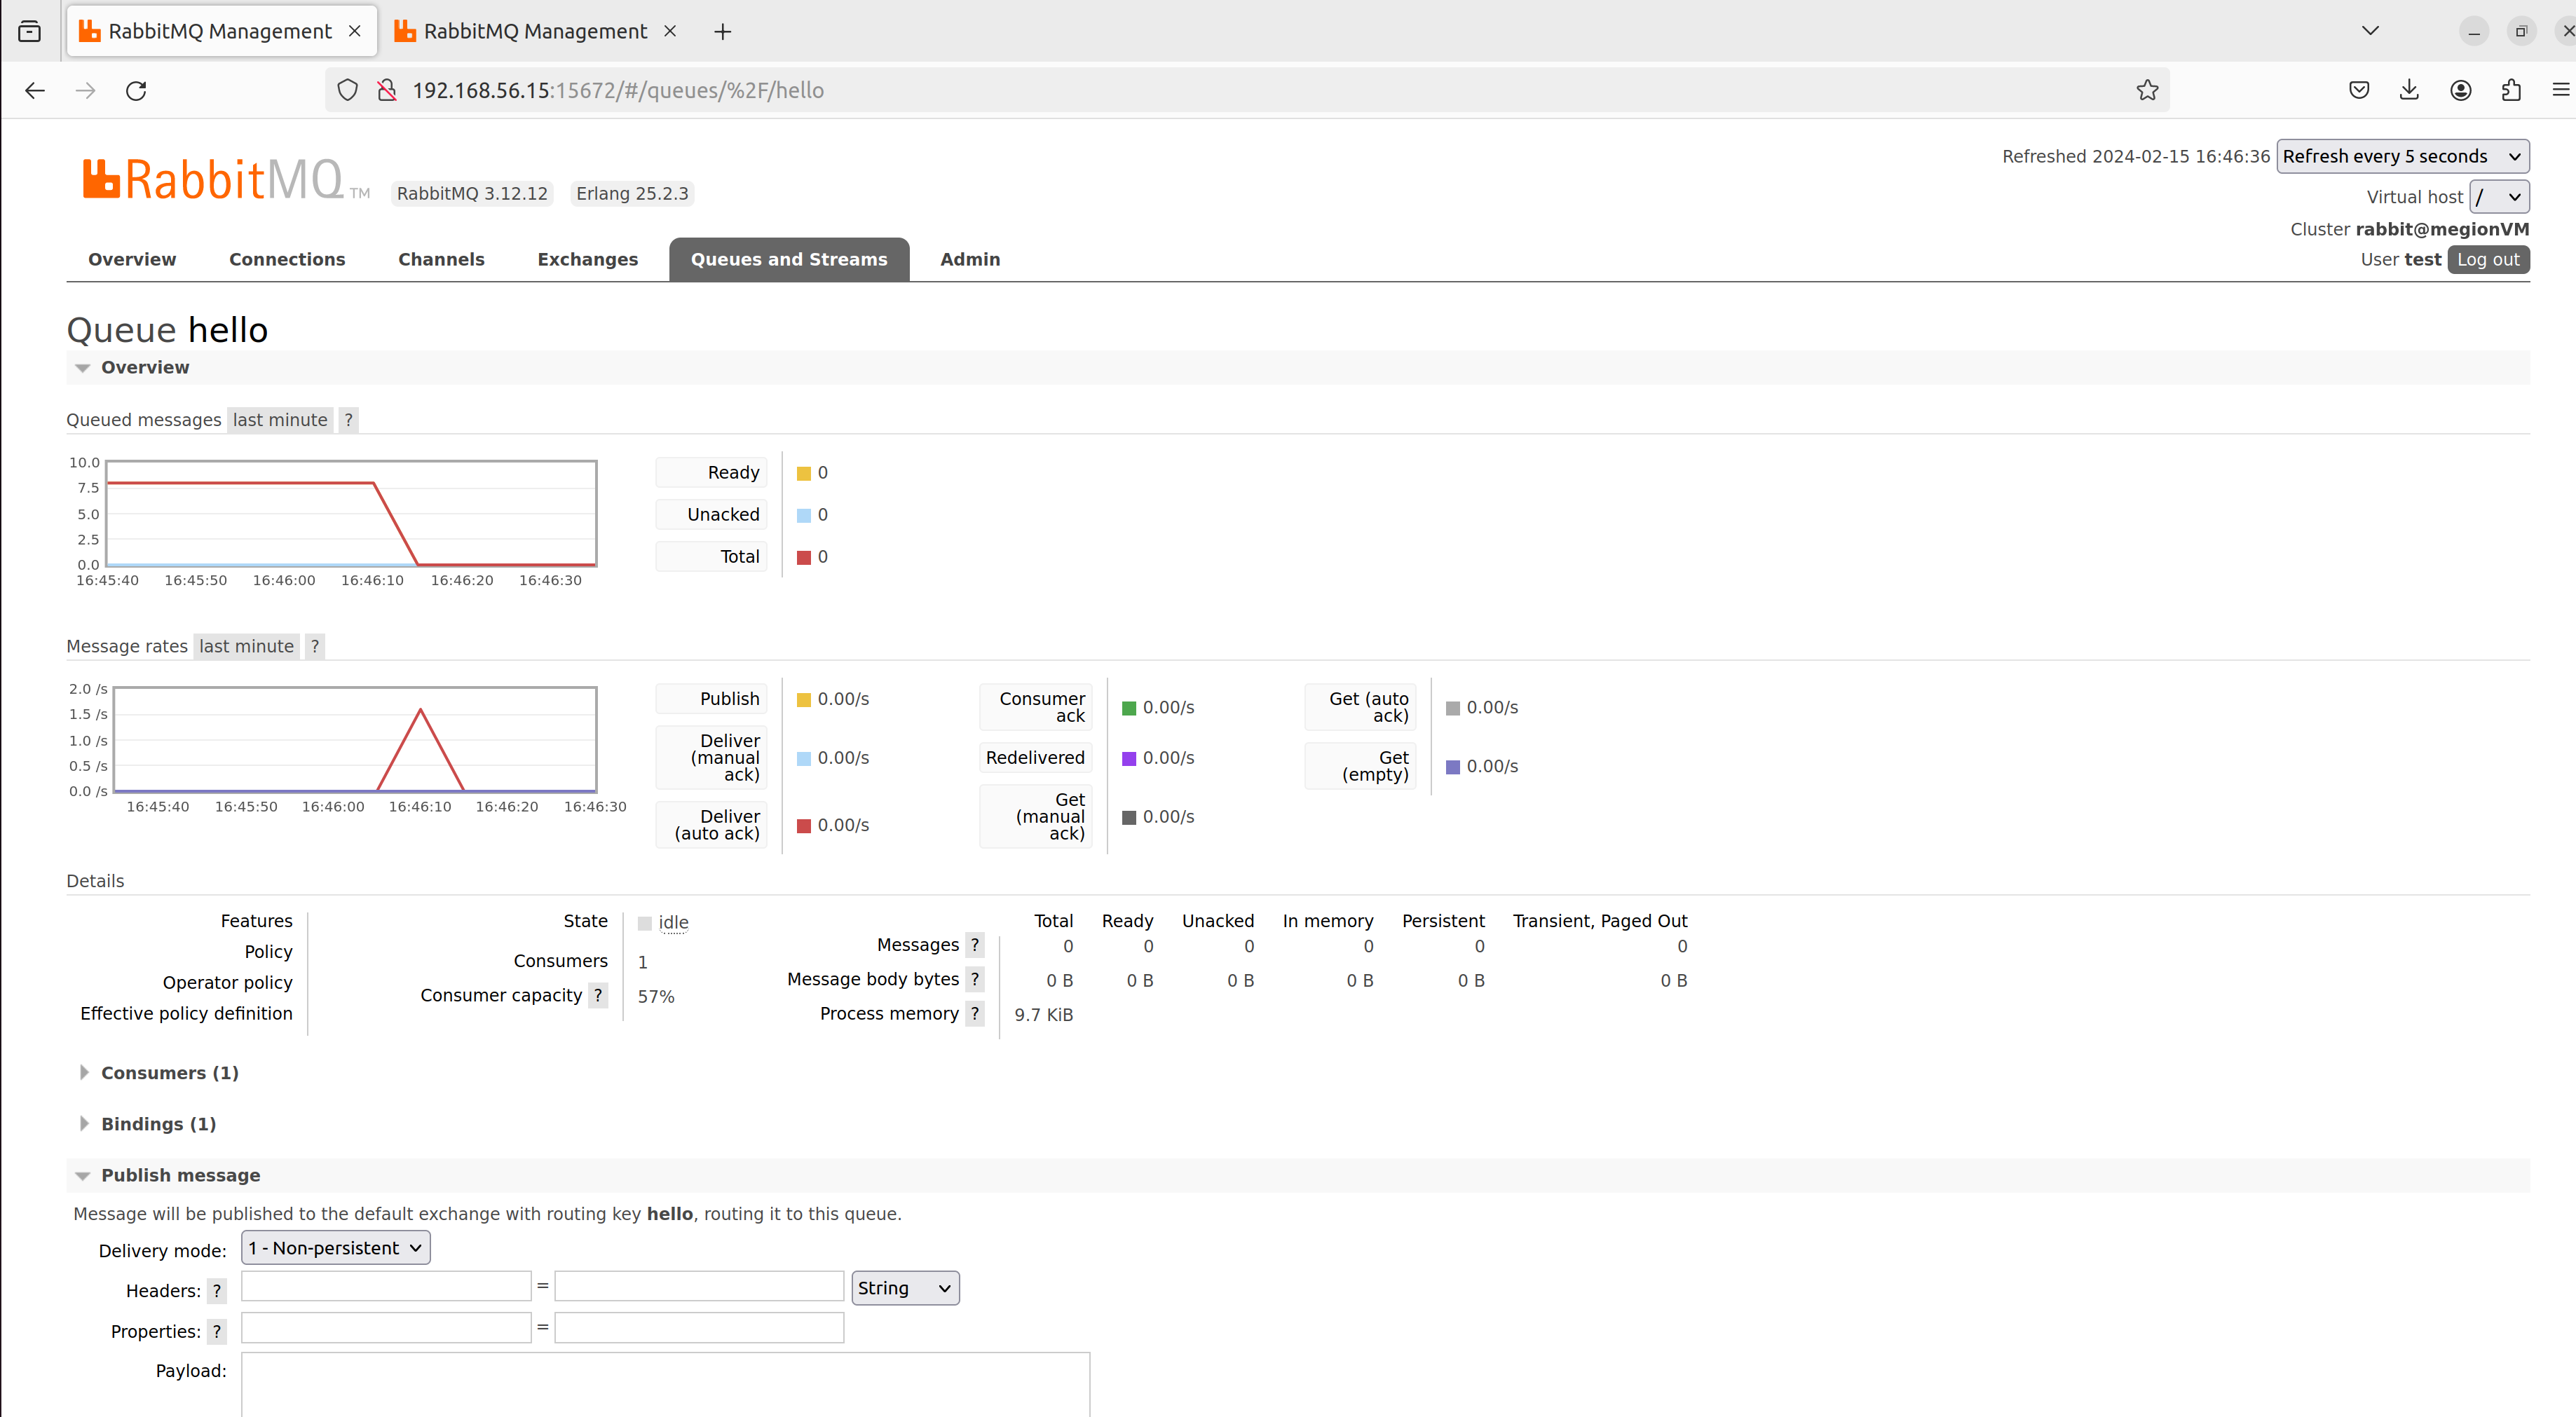 RabbitMQ Management
RabbitMQ Management
192.168.56.15:15672/#/queues/%2F/hello
RabbitMQ TM
RabbitMQ 3.12.12
Erlang 25.2.3
Refreshed 2024-02-15 16:46:36 Refresh every 5 seconds
Virtual host /
Cluster rabbit@megionVM
User test Log out
Overview Connections Channels Exchanges Queues and Streams Admin
Queue hello
Overview
Queued messages last minute ?
10.0
7.5
5.0
2.5
0.0
16:45:40 16:45:50 16:46:00 16:46:10 16:46:20 16:46:30
Ready 0
Unacked 0
Total 0
Message rates last minute ?
2.0 /s
1.5 /s
1.0 /s
0.5 /s
0.0 /s
16:45:40 16:45:50 16:46:00 16:46:10 16:46:20 16:46:30
Publish 0.00/s
Deliver
(manual
ack)
0.00/s
Deliver
(auto ack)
0.00/s
Consumer
ack
0.00/s
Redelivered 0.00/s
Get
(manual
ack)
0.00/s
Get (auto
ack)
0.00/s
Get
(empty)
0.00/s
Details
Features
Policy
Operator policy
Effective policy definition
State idle
Consumers 1
Consumer capacity ? 57%
Total Ready Unacked In memory Persistent Transient, Paged Out
Messages ? 0 0 0 0 0 0
Message body bytes ? 0 B 0 B 0 B 0 B 0 B 0 B
Process memory ? 9.7 KiB
Consumers (1)
Bindings (1)
Publish message
Message will be published to the default exchange with routing key hello, routing it to this queue.
Delivery mode: 1 - Non-persistent
Headers: ? = String
Properties: ? =
Payload: